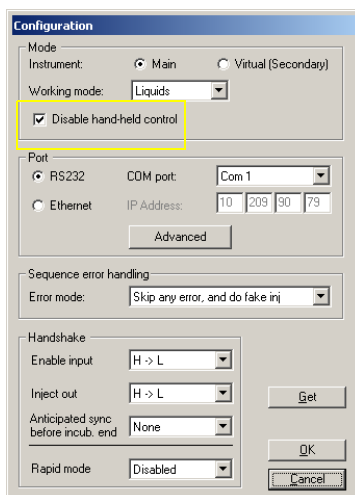 Configuration
Mode
Instrument: Main Virtual (Secondary)
Working mode: Liquids
Disable hand-held control
Port
RS232 COM port: Com 1
Ethernet IP Address: 10 209 90 79
Advanced
Sequence error handling
Error mode: Skip any error, and do fake inj
Handshake
Enable input H -> L
Inject out H -> L
Get
Anticipated sync
before incub. end None
OK
Rapid mode Disabled
Cancel